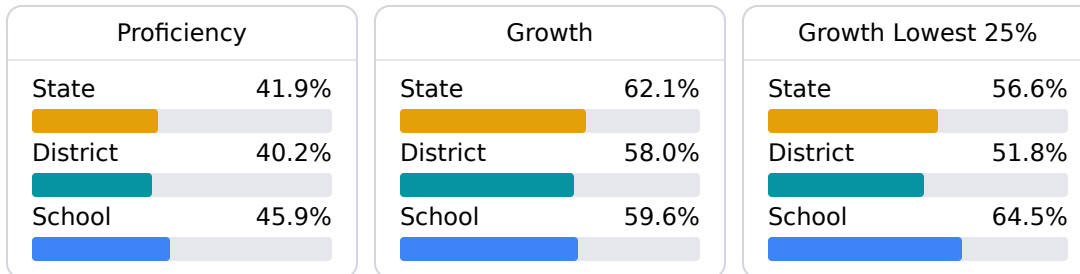 Proficiency
State 41.9%
District 40.2%
School 45.9%
Growth
State 62.1%
District 58.0%
School 59.6%
Growth Lowest 25%
State 56.6%
District 51.8%
School 64.5%